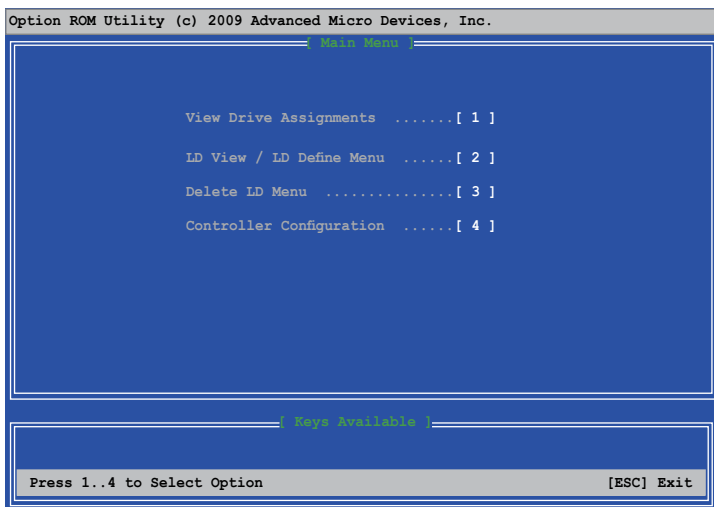 Option ROM Utility (c) 2009 Advanced Micro Devices, Inc.
[ Main Menu ]
View Drive Assignments .......[ 1 ]
LD View / LD Define Menu ......[ 2 ]
Delete LD Menu ...............[ 3 ]
Controller Configuration ......[ 4 ]
[ Keys Available ]
Press 1..4 to Select Option [ESC] Exit